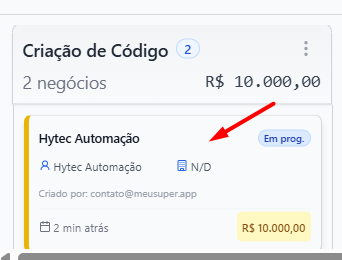 Criação de Código 2
2 negócios R$ 10.000,00
Hytec Automação Em prog.
Hytec Automação N/D
Criado por: contato@meusuper.app
2 min atrás R$ 10.000,00